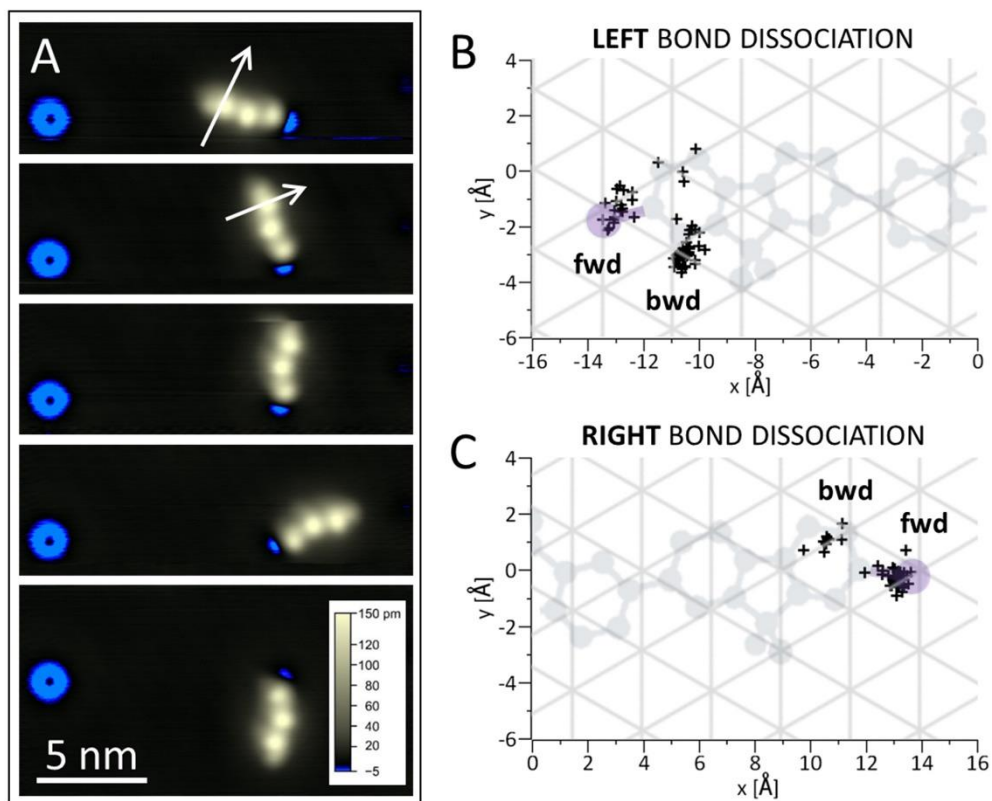 A
5 nm
150 pm
120
100
80
60
40
20
-5
B
LEFT BOND DISSOCIATION
-16 -14 -12 -10 -8 -6 -4 -2 0
4
2
0
-2
-4
-6
y [Å]
fwd
bwd
x [Å]
C
RIGHT BOND DISSOCIATION
4
2
0
-2
-4
-6
y [Å]
bwd
fwd
0 2 4 6 8 10 12 14 16
x [Å]